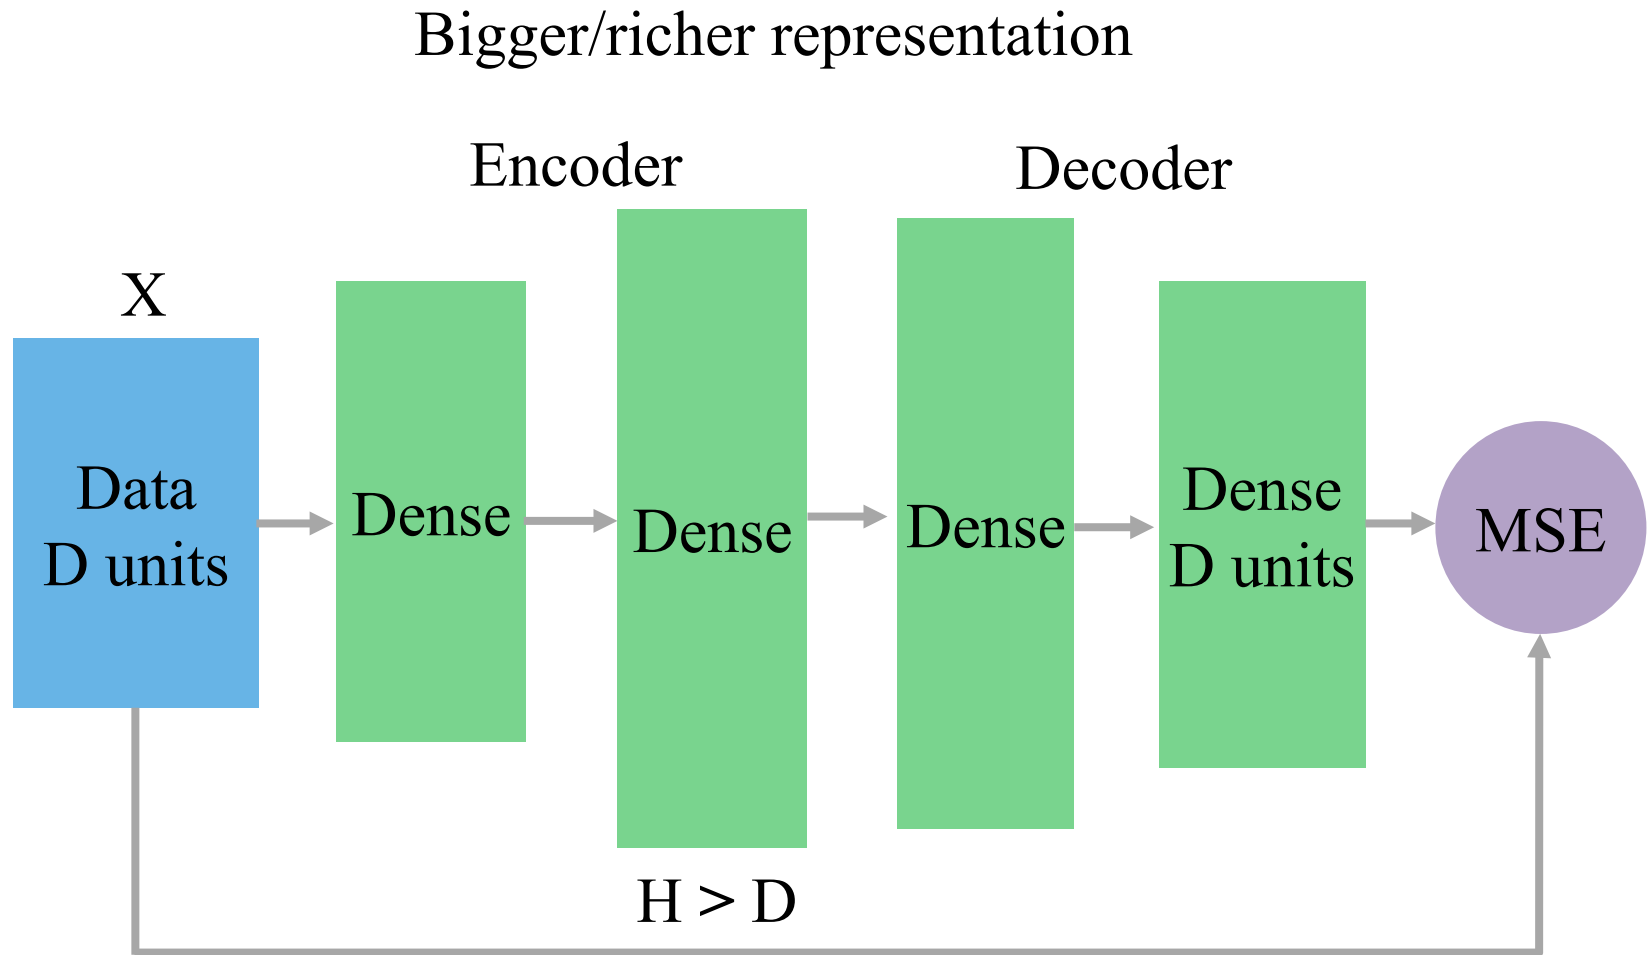 Bigger/richer representation
Encoder
Decoder
X
Data
D units
Dense
Dense
Dense
Dense
D units
MSE
H > D